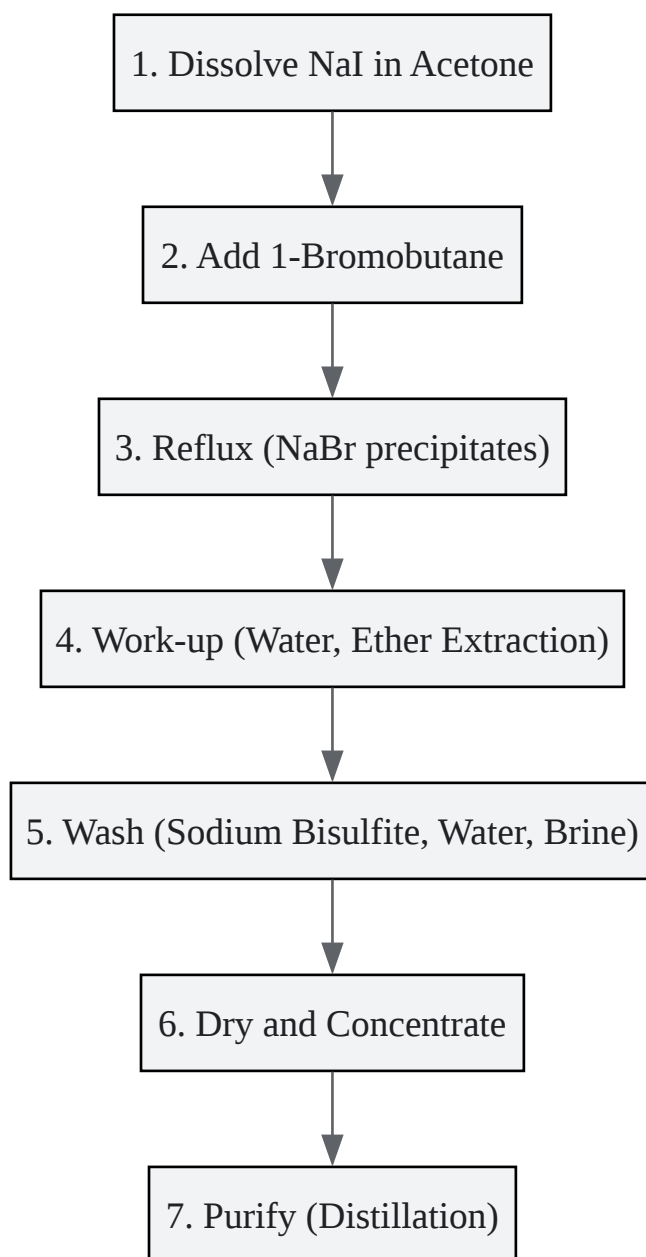 1. Dissolve NaI in Acetone
2. Add 1-Bromobutane
3. Reflux (NaBr precipitates)
4. Work-up (Water, Ether Extraction)
5. Wash (Sodium Bisulfite, Water, Brine)
6. Dry and Concentrate
7. Purify (Distillation)